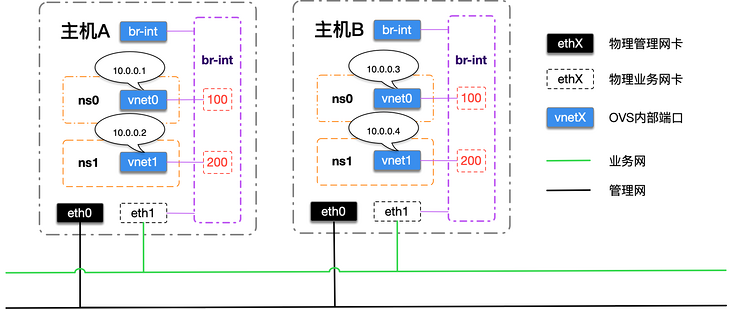 主机A
br-int
br-int
10.0.0.1
ns0
vnet0
100
10.0.0.2
ns1
vnet1
200
eth0
eth1
主机B
br-int
br-int
10.0.0.3
ns0
vnet0
100
10.0.0.4
ns1
vnet1
200
eth0
eth1
ethX 物理管理网卡
ethX 物理业务网卡
vnetX OVS内部端口
业务网
管理网